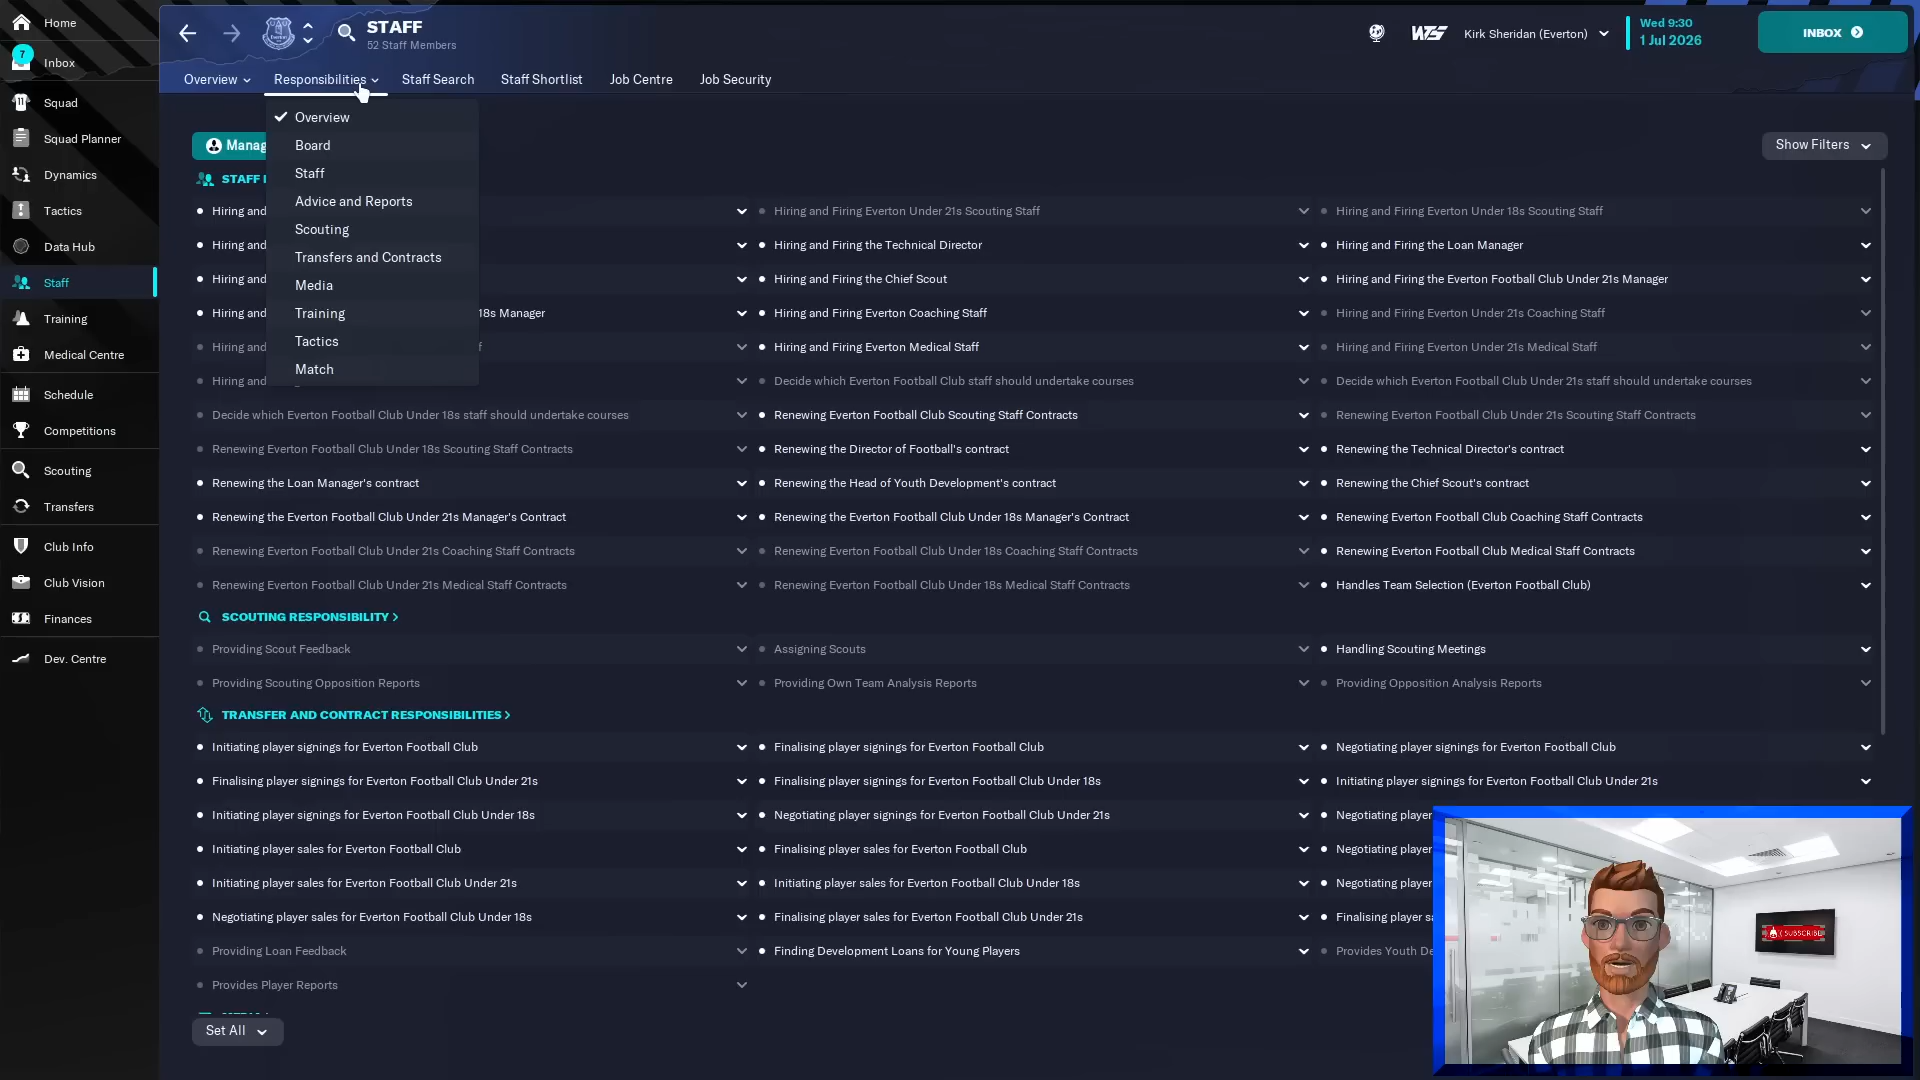 Home
7
Inbox
Squad
Squad Planner
Dynamics
Tactics
Data Hub
Staff
Training
Medical Centre
Schedule
Competitions
Scouting
Transfers
Club Info
Club Vision
Finances
Dev. Centre
STAFF
52 Staff Members
Kirk Sheridan (Everton)
Wed 9:30
1 Jul 2026
INBOX
Overview
Responsibilities
Staff Search
Staff Shortlist
Job Centre
Job Security
Overview
Board
Staff
Advice and Reports
Scouting
Transfers and Contracts
Media
Training
Tactics
Match
Manag
Show Filters
STAFF
Hiring and
Hiring and Firing Everton Under 21s Scouting Staff
Hiring and Firing Everton Under 18s Scouting Staff
Hiring and
Hiring and Firing the Technical Director
Hiring and Firing the Loan Manager
Hiring and
Hiring and Firing the Chief Scout
Hiring and Firing the Everton Football Club Under 21s Manager
Hiring and 18s Manager
Hiring and Firing Everton Coaching Staff
Hiring and Firing Everton Under 21s Coaching Staff
Hiring and f
Hiring and Firing Everton Medical Staff
Hiring and Firing Everton Under 21s Medical Staff
Hiring and
Decide which Everton Football Club staff should undertake courses
Decide which Everton Football Club Under 21s staff should undertake courses
Decide which Everton Football Club Under 18s staff should undertake courses
Renewing Everton Football Club Scouting Staff Contracts
Renewing Everton Football Club Under 21s Scouting Staff Contracts
Renewing Everton Football Club Under 18s Scouting Staff Contracts
Renewing the Director of Football's contract
Renewing the Technical Director's contract
Renewing the Loan Manager's contract
Renewing the Head of Youth Development's contract
Renewing the Chief Scout's contract
Renewing the Everton Football Club Under 21s Manager's Contract
Renewing the Everton Football Club Under 18s Manager's Contract
Renewing Everton Football Club Coaching Staff Contracts
Renewing Everton Football Club Under 21s Coaching Staff Contracts
Renewing Everton Football Club Under 18s Coaching Staff Contracts
Renewing Everton Football Club Medical Staff Contracts
Renewing Everton Football Club Under 21s Medical Staff Contracts
Renewing Everton Football Club Under 18s Medical Staff Contracts
Handles Team Selection (Everton Football Club)
SCOUTING RESPONSIBILITY
Providing Scout Feedback
Assigning Scouts
Handling Scouting Meetings
Providing Scouting Opposition Reports
Providing Own Team Analysis Reports
Providing Opposition Analysis Reports
TRANSFER AND CONTRACT RESPONSIBILITIES
Initiating player signings for Everton Football Club
Finalising player signings for Everton Football Club
Negotiating player signings for Everton Football Club
Finalising player signings for Everton Football Club Under 21s
Finalising player signings for Everton Football Club Under 18s
Initiating player signings for Everton Football Club Under 21s
Initiating player signings for Everton Football Club Under 18s
Negotiating player signings for Everton Football Club Under 21s
Negotiating player
Initiating player sales for Everton Football Club
Finalising player sales for Everton Football Club
Negotiating player
Initiating player sales for Everton Football Club Under 21s
Initiating player sales for Everton Football Club Under 18s
Negotiating player
Negotiating player sales for Everton Football Club Under 18s
Finalising player sales for Everton Football Club Under 21s
Finalising player sa
Providing Loan Feedback
Finding Development Loans for Young Players
Provides Youth De
Provides Player Reports
Set All
SUBSCRIBE